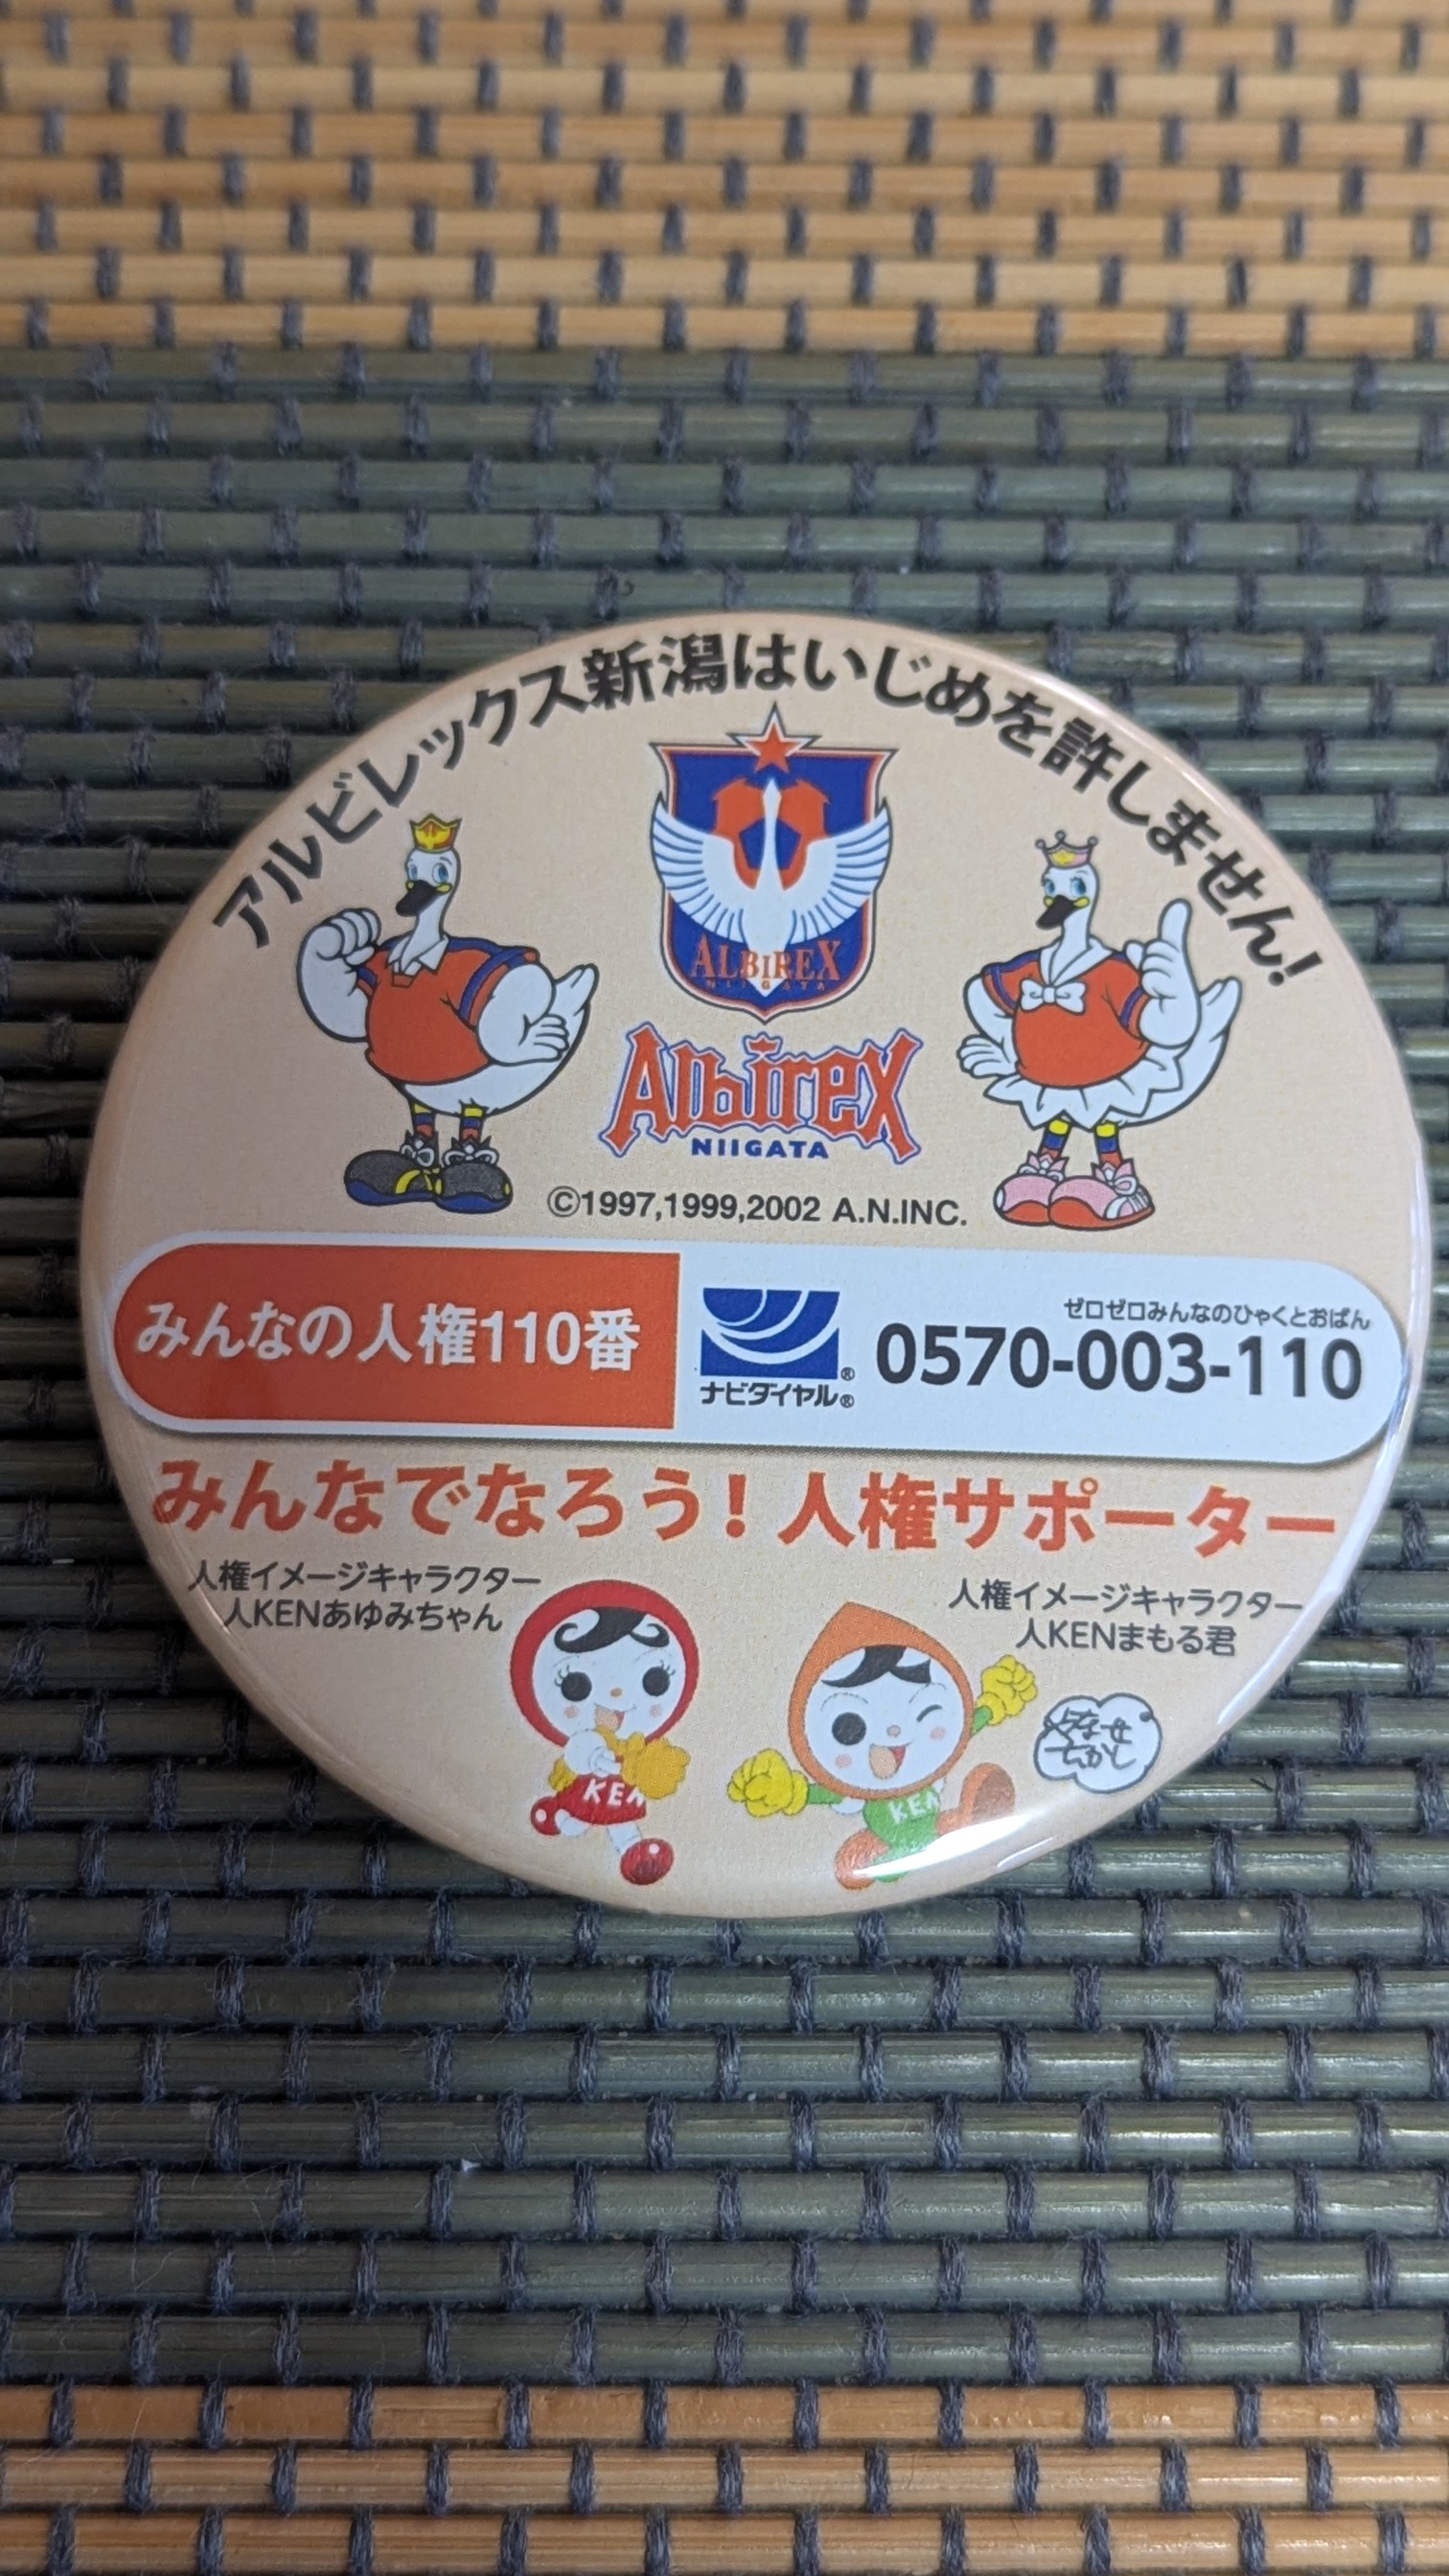 アルビレックス新潟はいじめを許しません!
ALBIREX
NIIGATA
Albirex
NIIGATA
©1997,1999,2002 A.N.INC.
みんなの人権110番
ナビダイヤル®
®
ゼロゼロみんなのひゃくとおばん
0570-003-110
みんなでなろう!人権サポーター
人権イメージキャラクター
人KENあゆみちゃん
人権イメージキャラクター
人KENまもる君
KEN
KEN
やなせ
たかし